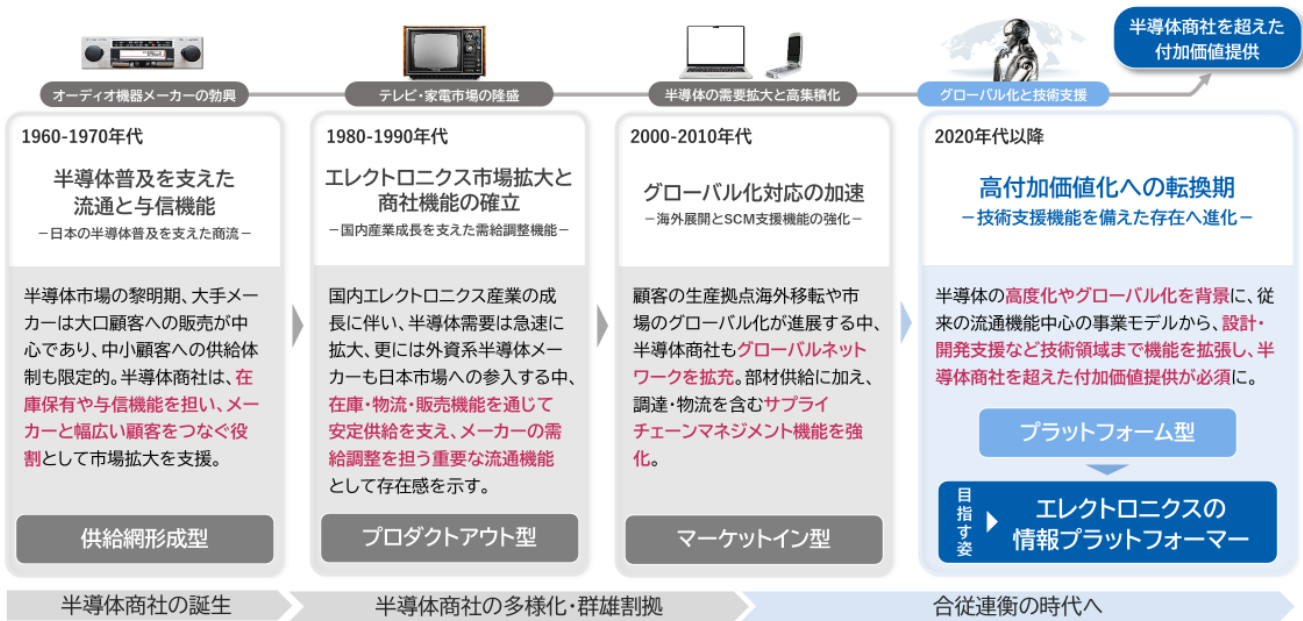 半導体商社を超えた
付加価値提供
オーディオ機器メーカーの勃興
テレビ・家電市場の隆盛
半導体の需要拡大と高集積化
グローバル化と技術支援
1960-1970年代
半導体普及を支えた
流通と与信機能
－日本の半導体普及を支えた商流－
半導体市場の黎明期、大手メー
カーは大口顧客への販売が中
心であり、中小顧客への供給体
制も限定的。半導体商社は、在
庫保有や与信機能を担い、メー
カーと幅広い顧客をつなぐ役
割として市場拡大を支援。
供給網形成型
1980-1990年代
エレクトロニクス市場拡大と
商社機能の確立
－国内産業成長を支えた需給調整機能－
国内エレクトロニクス産業の成
長に伴い、半導体需要は急速に
拡大、更には外資系半導体メー
カーも日本市場への参入する中、
在庫・物流・販売機能を通じて
安定供給を支え、メーカーの需
給調整を担う重要な流通機能
として存在感を示す。
プロダクトアウト型
2000-2010年代
グローバル化対応の加速
－海外展開とSCM支援機能の強化－
顧客の生産拠点海外移転や市
場のグローバル化が進展する中、
半導体商社もグローバルネット
ワークを拡充。部材供給に加え、
調達・物流を含むサプライ
チェーンマネジメント機能を強
化。
マーケットイン型
2020年代以降
高付加価値化への転換期
－技術支援機能を備えた存在へ進化－
半導体の高度化やグローバル化を背景に、従
来の流通機能中心の事業モデルから、設計・
開発支援など技術領域まで機能を拡張し、半
導体商社を超えた付加価値提供が必須に。
プラットフォーム型
目指す姿
エレクトロニクスの
情報プラットフォーマー
半導体商社の誕生
半導体商社の多様化・群雄割拠
合従連衡の時代へ